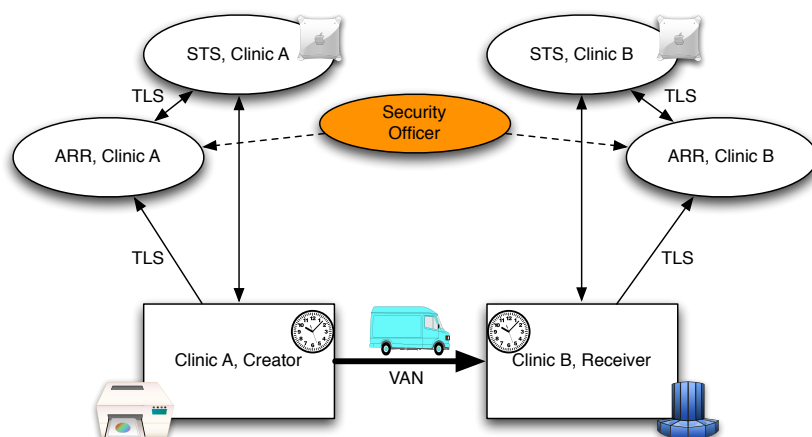 STS, Clinic A
STS, Clinic B
TLS
TLS
Security
Officer
ARR, Clinic A
ARR, Clinic B
TLS
TLS
Clinic A, Creator
VAN
Clinic B, Receiver